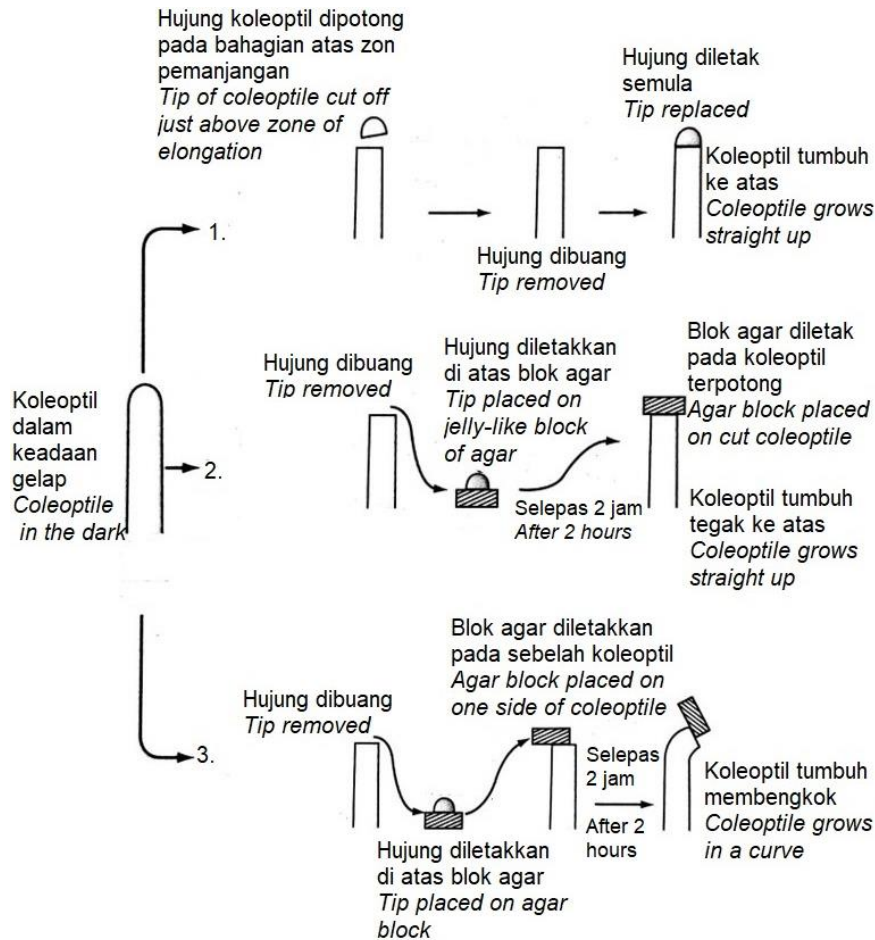 Hujung koleoptil dipotong
pada bahagian atas zon
pemanjangan
Tip of coleoptile cut off
just above zone of
elongation
Hujung diletak
semula
Tip replaced
Koleoptil tumbuh
ke atas
Coleoptile grows
straight up
1.
Hujung dibuang
Tip removed
Koleoptil
dalam
keadaan
gelap
Coleoptile
in the dark
2.
Hujung dibuang
Tip removed
Hujung diletakkan
di atas blok agar
Tip placed on
jelly-like block
of agar
Selepas 2 jam
After 2 hours
Blok agar diletak
pada koleoptil
terpotong
Agar block placed
on cut coleoptile
Koleoptil tumbuh
tegak ke atas
Coleoptile grows
straight up
3.
Hujung dibuang
Tip removed
Hujung diletakkan
di atas blok agar
Tip placed on agar
block
Blok agar diletakkan
pada sebelah koleoptil
Agar block placed on
one side of coleoptile
Selepas
2 jam
After 2
hours
Koleoptil tumbuh
membengkok
Coleoptile grows
in a curve